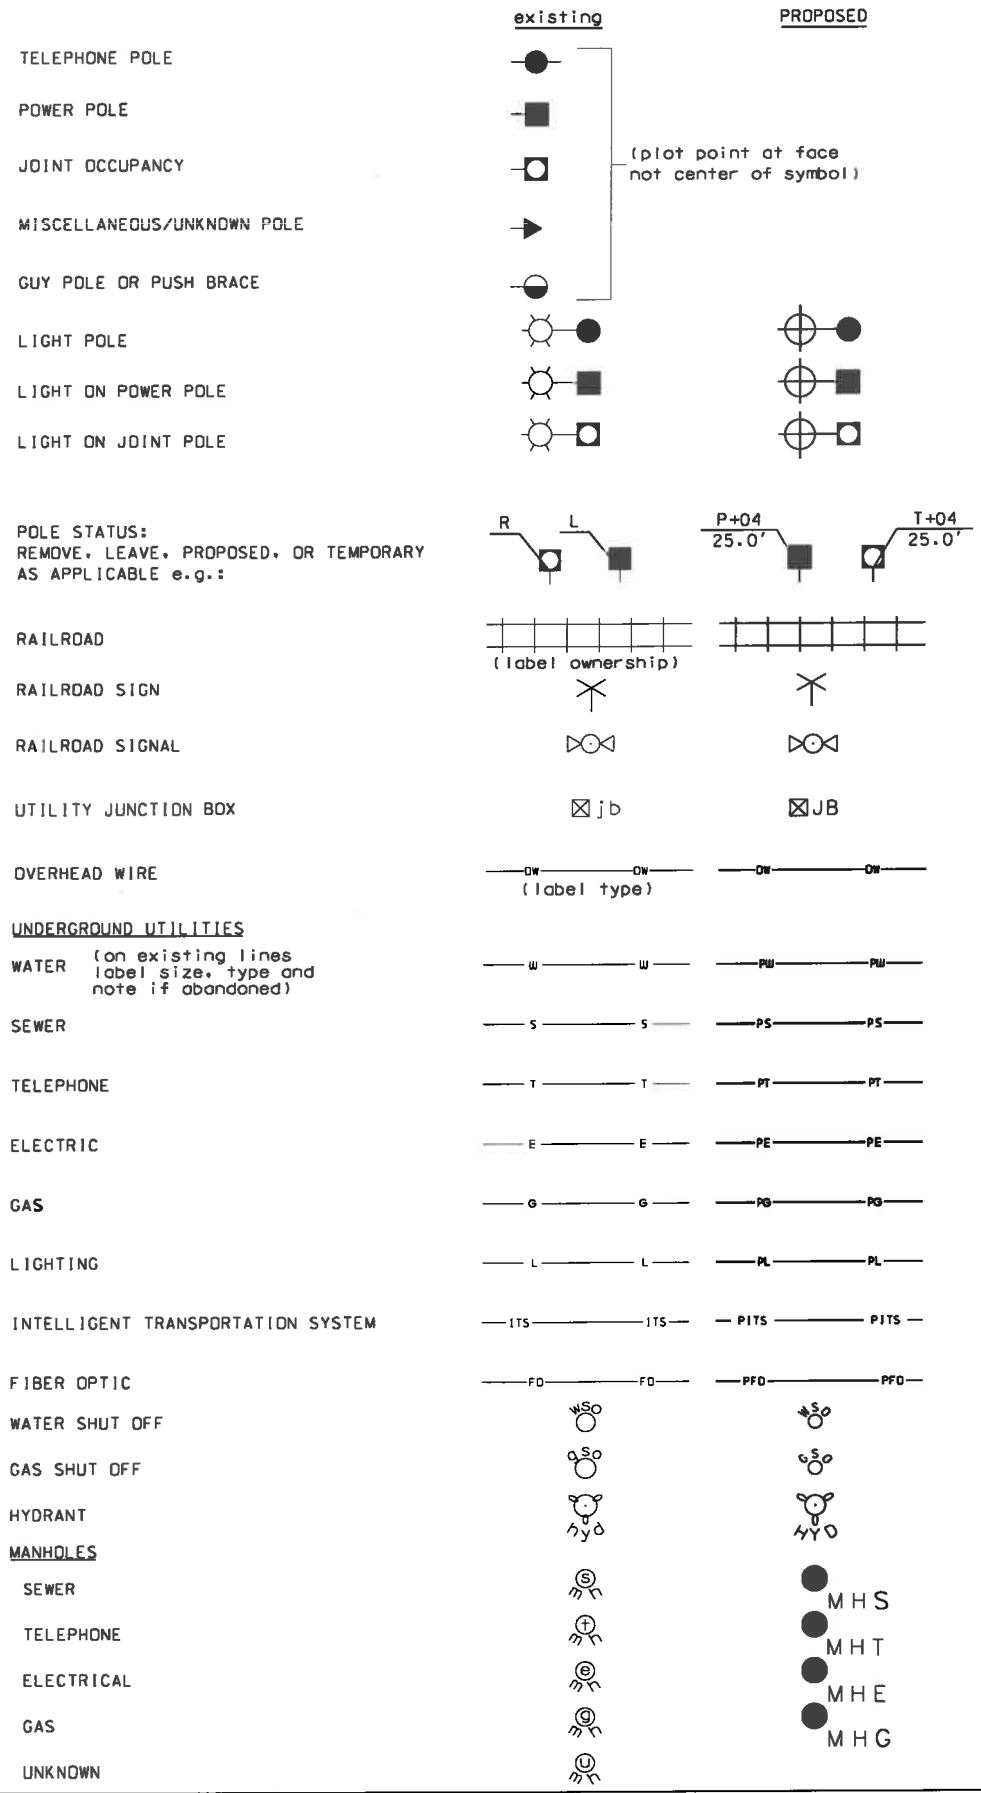 existing PROPOSED
TELEPHONE POLE
POWER POLE
JOINT OCCUPANCY
(plot point at face
not center of symbol)
MISCELLANEOUS/UNKNOWN POLE
GUY POLE OR PUSH BRACE
LIGHT POLE
LIGHT ON POWER POLE
LIGHT ON JOINT POLE
POLE STATUS:
REMOVE, LEAVE, PROPOSED, OR TEMPORARY
AS APPLICABLE e.g.:
R L P+04 T+04
25.0' 25.0'
RAILROAD
(label ownership)
RAILROAD SIGN
RAILROAD SIGNAL
UTILITY JUNCTION BOX jb JB
OVERHEAD WIRE OW OW OW OW
(label type)
UNDERGROUND UTILITIES
WATER (on existing lines
label size, type and
note if abandoned)
W W PW PW
SEWER S S PS PS
TELEPHONE T T PT PT
ELECTRIC E E PE PE
GAS G G PG PG
LIGHTING L L PL PL
INTELLIGENT TRANSPORTATION SYSTEM ITS ITS PITS PITS
FIBER OPTIC FO FO PFO PFO
WATER SHUT OFF wso WSO
GAS SHUT OFF gso GSO
HYDRANT hyd HYD
MANHOLES
SEWER s mh MHS
TELEPHONE t mh MHT
ELECTRICAL e mh MHE
GAS g mh MHG
UNKNOWN u mh